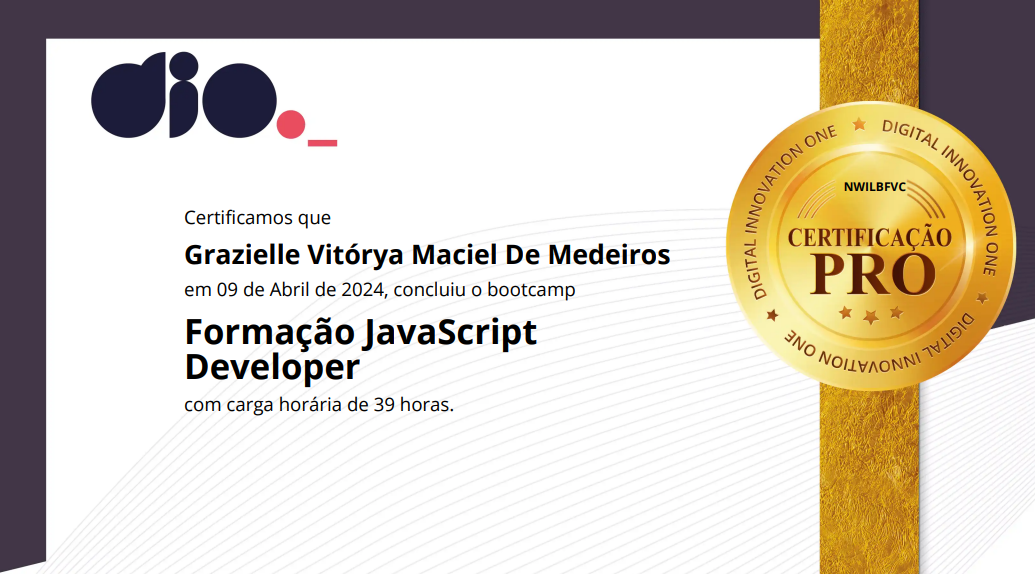 dio._
Certificamos que
Grazielle Vitórya Maciel De Medeiros
em 09 de Abril de 2024, concluiu o bootcamp
Formação JavaScript
Developer
com carga horária de 39 horas.
DIGITAL INNOVATION ONE ★ DIGITAL INNOVATION ONE ★ DIGITAL INNOVATION ONE ★
NWILBFVC
CERTIFICAÇÃO
PRO